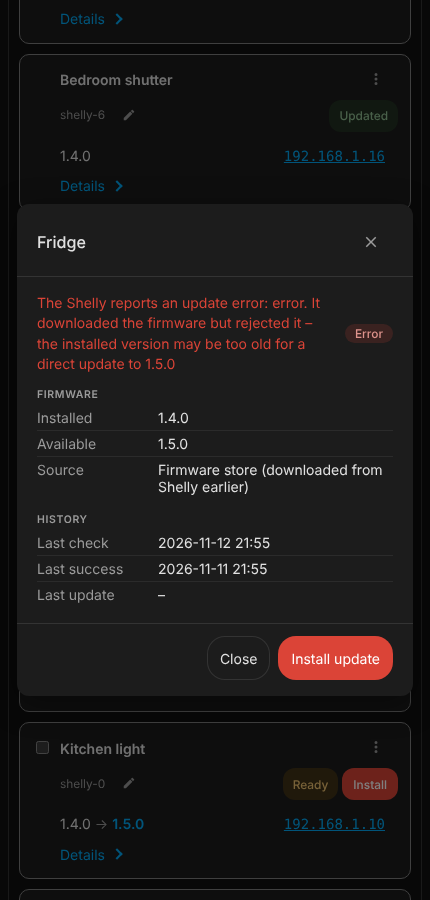 Details
Bedroom shutter
shelly-6
Updated
1.4.0
192.168.1.16
Details
Fridge
The Shelly reports an update error: error. It
downloaded the firmware but rejected it –
the installed version may be too old for a
direct update to 1.5.0
Error
FIRMWARE
Installed 1.4.0
Available 1.5.0
Source Firmware store (downloaded from
Shelly earlier)
HISTORY
Last check 2026-11-12 21:55
Last success 2026-11-11 21:55
Last update –
Close Install update
Kitchen light
shelly-0
Ready Install
1.4.0 → 1.5.0 192.168.1.10
Details